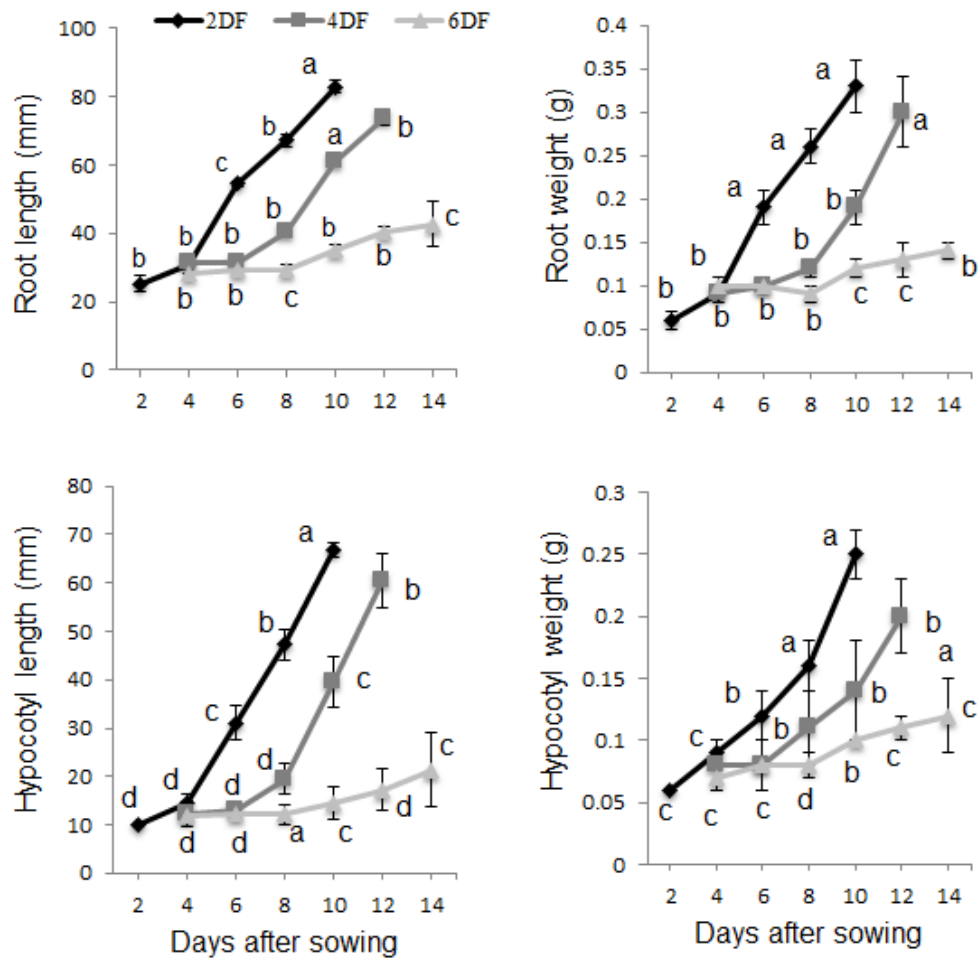 2DF 4DF 6DF
Root length (mm)
100
80
60
40
20
0
b
b
c
b
a
b
b
a
b
b
b
c
b
b
c
2 4 6 8 10 12 14
Root weight (g)
0.4
0.35
0.3
0.25
0.2
0.15
0.1
0.05
0
b
b
a
a
a
b
b
a
b
b
b
c
c
b
2 4 6 8 10 12 14
Hypocotyl length (mm)
80
70
60
50
40
30
20
10
0
d
d
c
b
a
d
d
c
b
d
d
a
c
d
c
2 4 6 8 10 12 14
Days after sowing
Hypocotyl weight (g)
0.3
0.25
0.2
0.15
0.1
0.05
0
c
c
b
a
a
b
b
b
a
c
c
d
b
c
c
2 4 6 8 10 12 14
Days after sowing